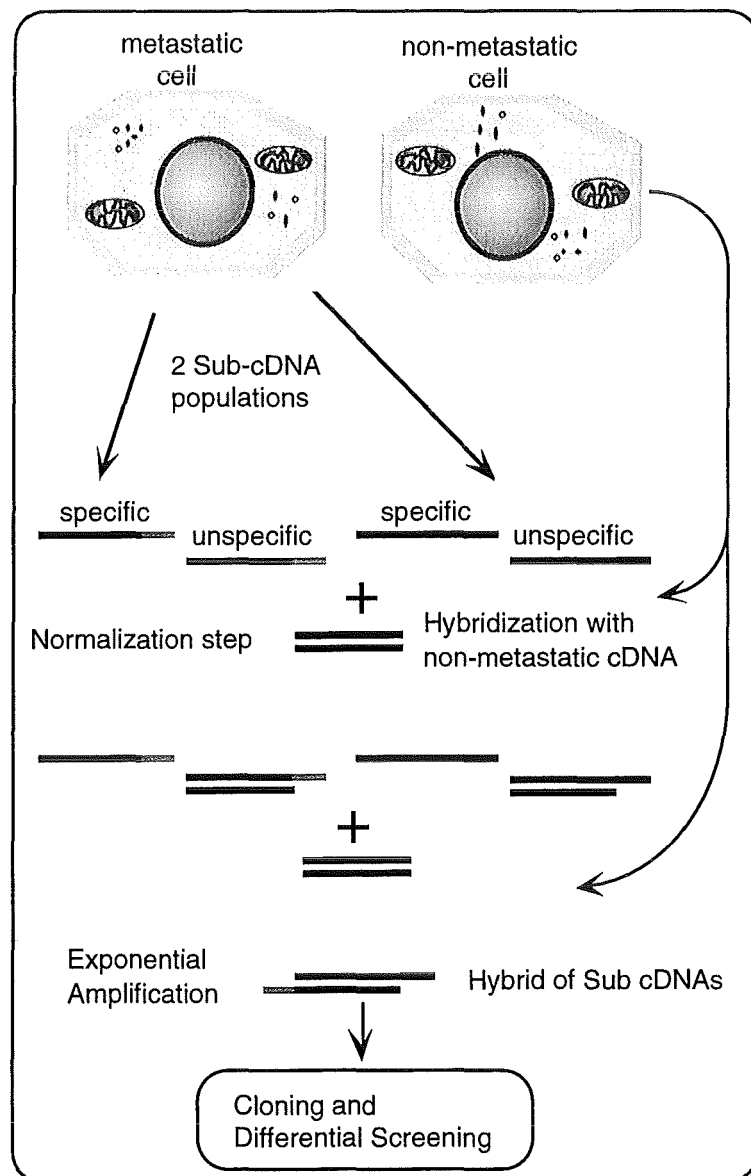 metastatic
cell
non-metastatic
cell
2 Sub-cDNA
populations
specific
unspecific
specific
unspecific
+
Normalization step
Hybridization with
non-metastatic cDNA
+
Exponential
Amplification
Hybrid of Sub cDNAs
Cloning and
Differential Screening